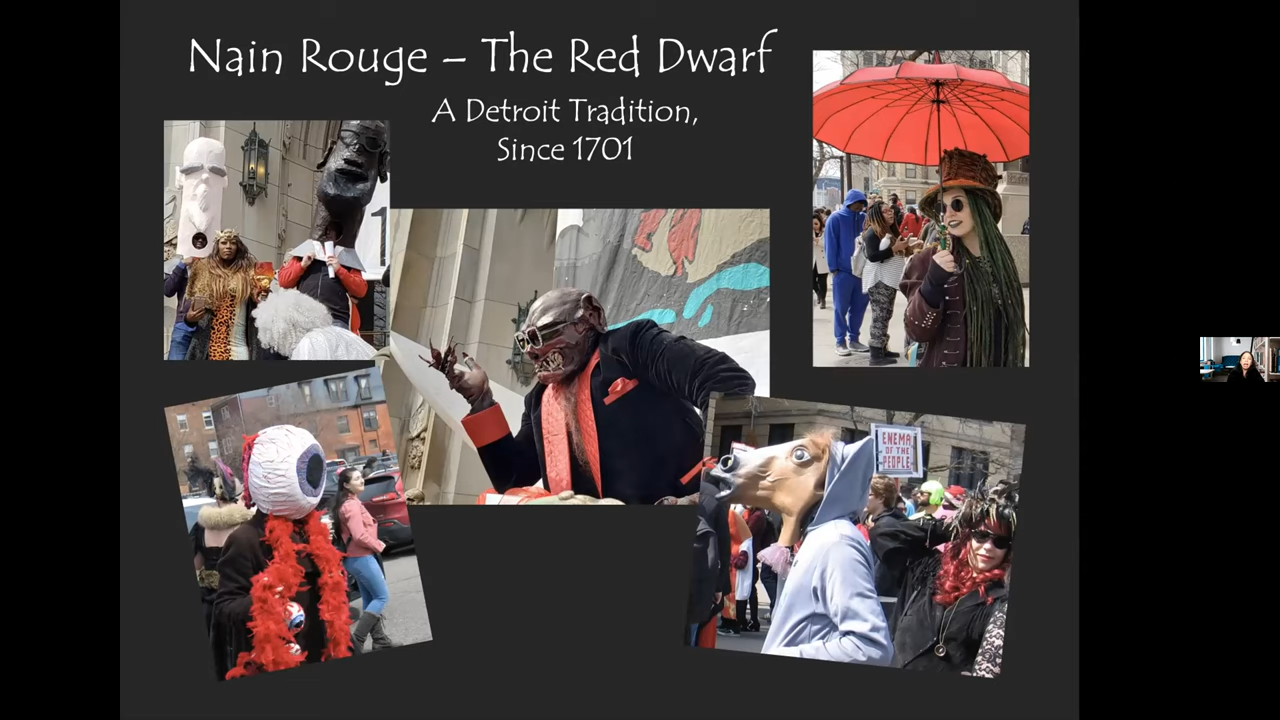 Nain Rouge – The Red Dwarf
A Detroit Tradition,
Since 1701
ENEMA
OF THE
PEOPLE